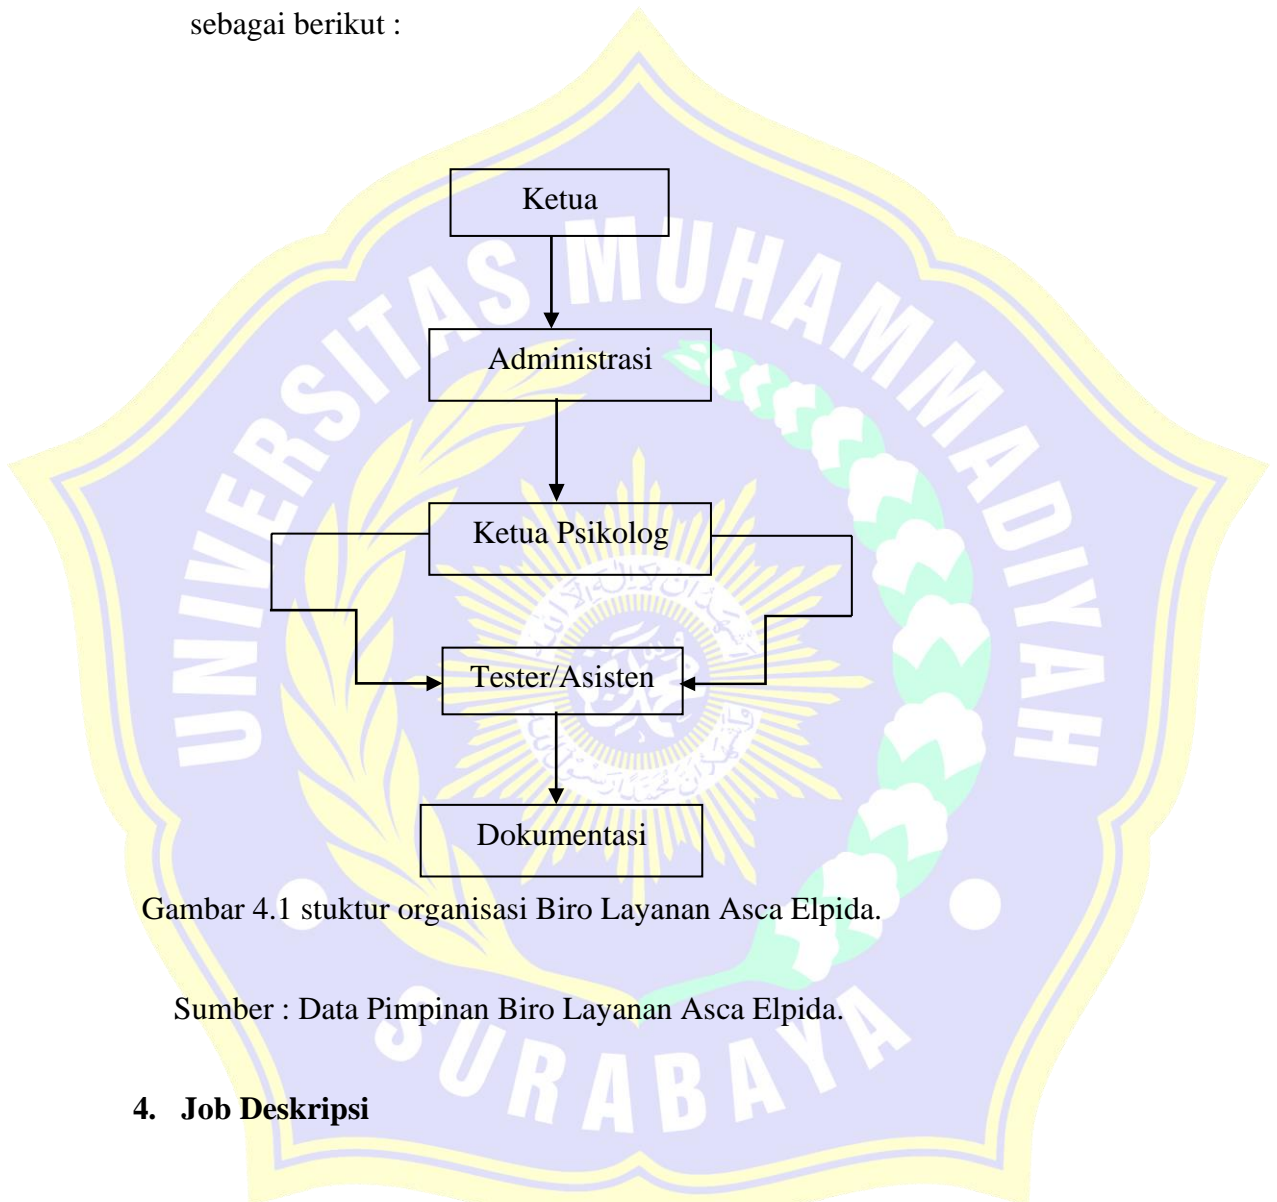 sebagai berikut :
Ketua
Administrasi
Ketua Psikolog
Tester/Asisten
Dokumentasi
Gambar 4.1 stuktur organisasi Biro Layanan Asca Elpida.
Sumber : Data Pimpinan Biro Layanan Asca Elpida.
4. Job Deskripsi
UNIVERSITAS MUHAMMADIYAH
SURABAYA